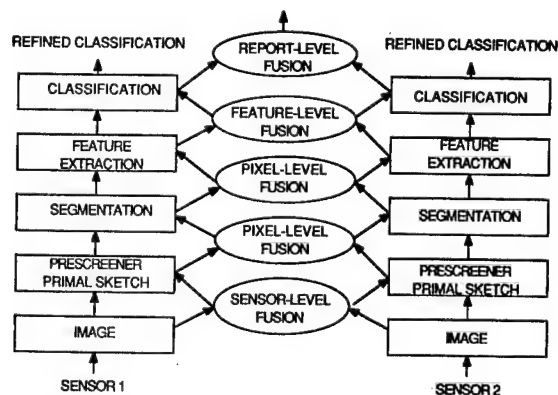 REFINED CLASSIFICATION
CLASSIFICATION
FEATURE
EXTRACTION
SEGMENTATION
PRESCREENER
PRIMAL SKETCH
IMAGE
SENSOR 1
REPORT-LEVEL
FUSION
FEATURE-LEVEL
FUSION
PIXEL-LEVEL
FUSION
PIXEL-LEVEL
FUSION
SENSOR-LEVEL
FUSION
REFINED CLASSIFICATION
CLASSIFICATION
FEATURE
EXTRACTION
SEGMENTATION
PRESCREENER
PRIMAL SKETCH
IMAGE
SENSOR 2